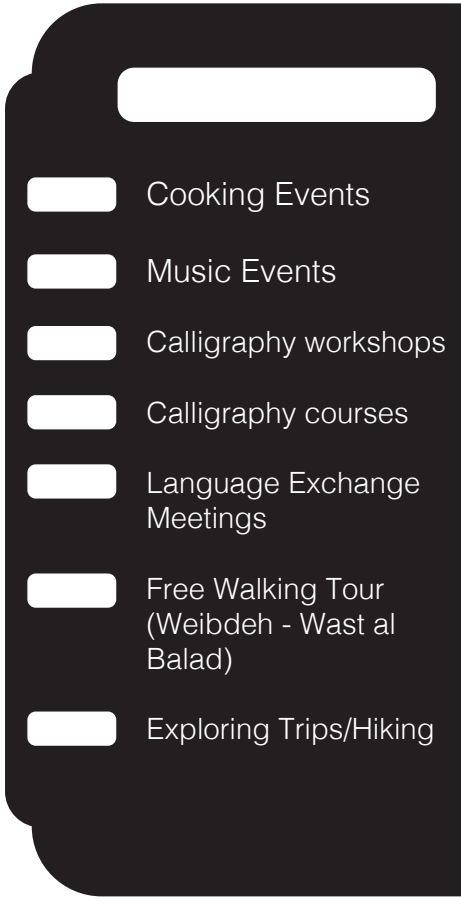 Cooking Events
Music Events
Calligraphy workshops
Calligraphy courses
Language Exchange
Meetings
Free Walking Tour
(Weibdeh - Wast al
Balad)
Exploring Trips/Hiking